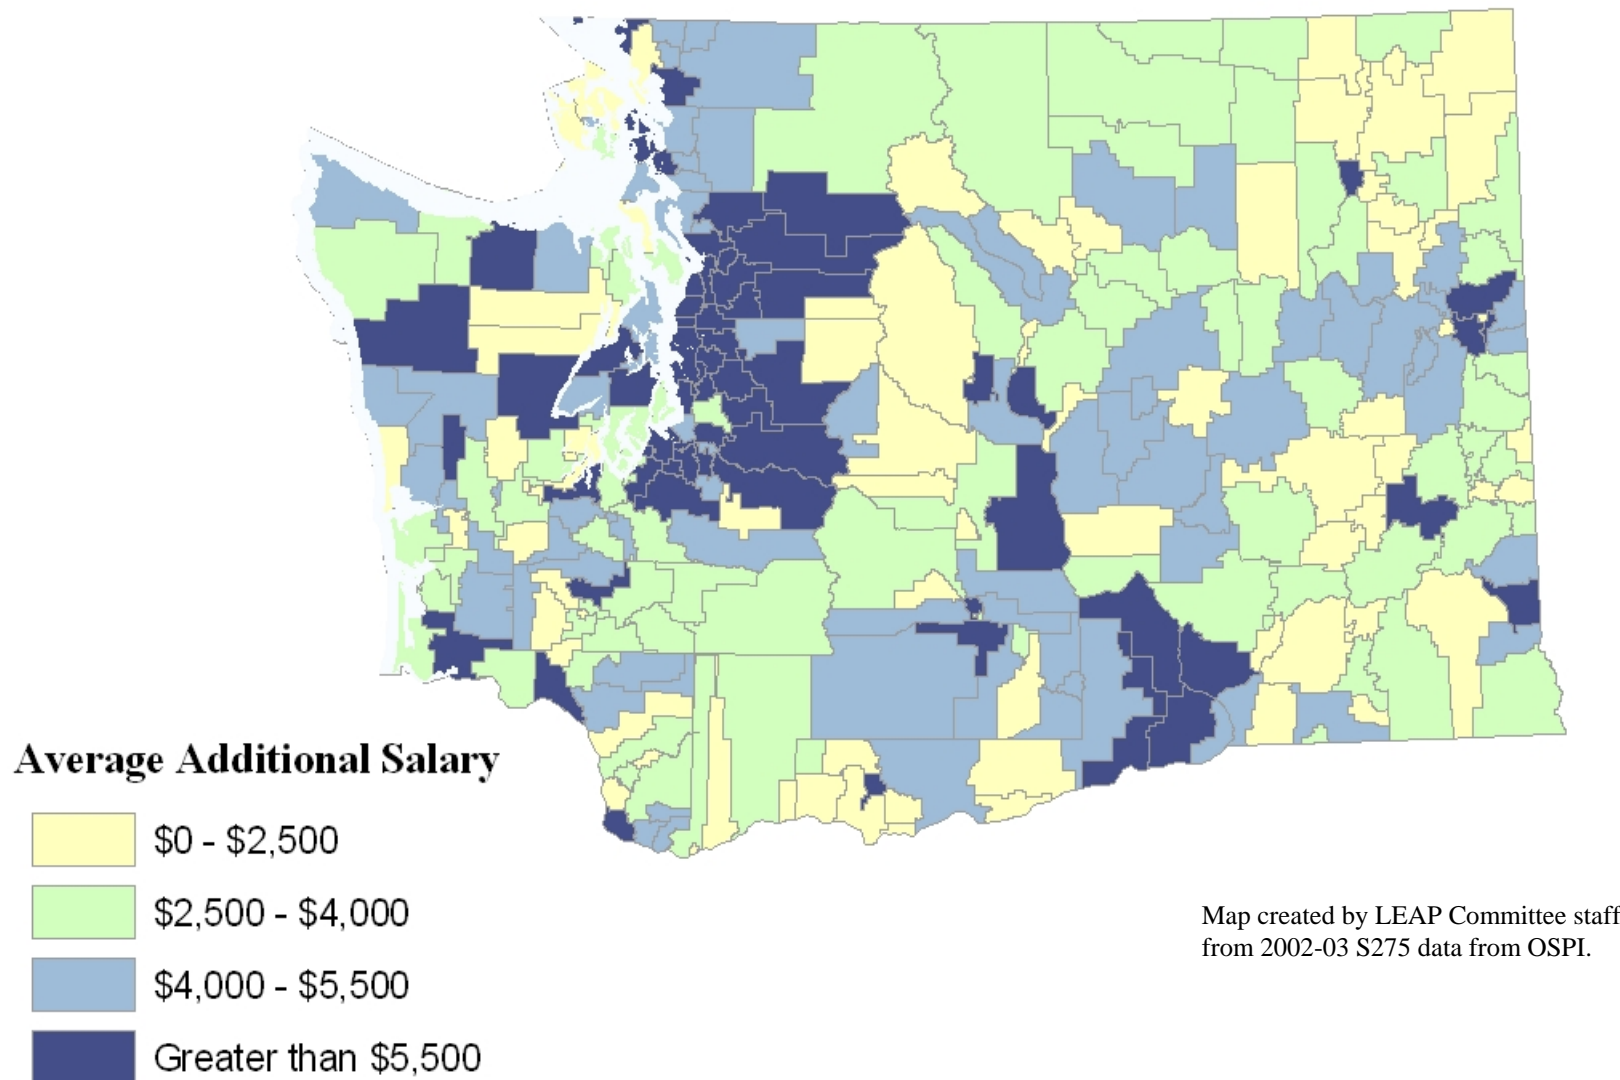 Average Additional Salary
$0 - $2,500
$2,500 - $4,000
$4,000 - $5,500
Greater than $5,500
Map created by LEAP Committee staff
from 2002-03 S275 data from OSPI.